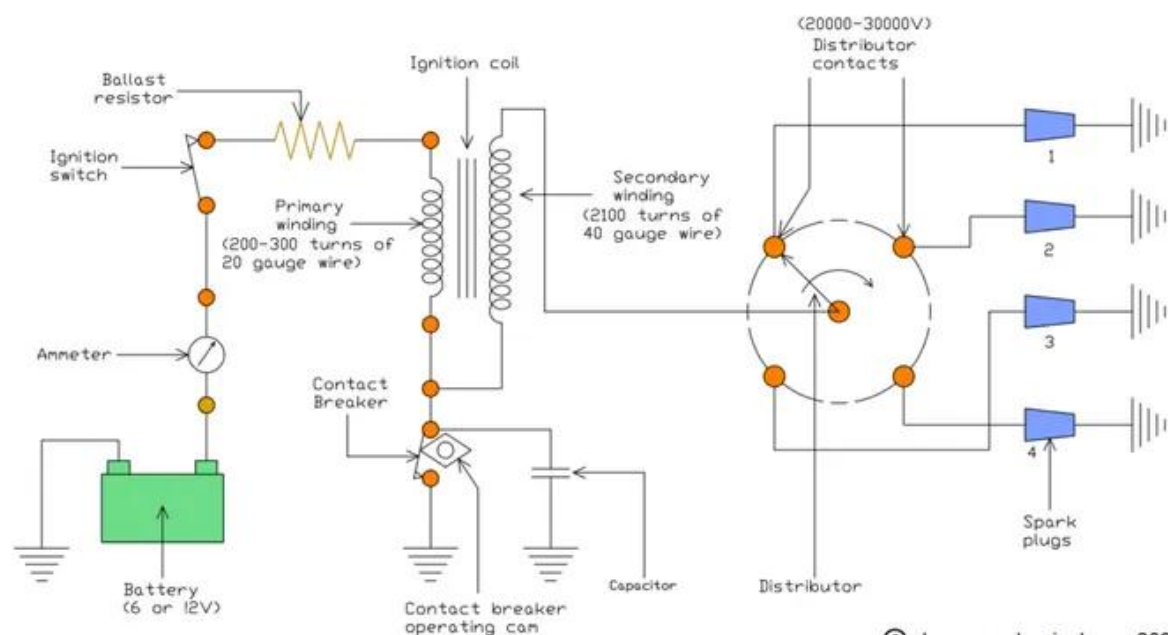 (20000-30000V)
Distributor
contacts
Ignition coil
Ballast
resistor
Ignition
switch
Primary
winding
(200-300 turns of
20 gauge wire)
Secondary
winding
(2100 turns of
40 gauge wire)
1
2
3
4
Ammeter
Contact
Breaker
Spark
plugs
Battery
(6 or 12V)
Contact breaker
operating cam
Capacitor
Distributor